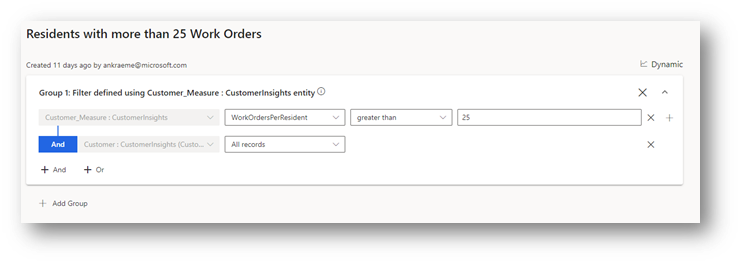 Residents with more than 25 Work Orders
Created 11 days ago by ankraeme@microsoft.com
Dynamic
Group 1: Filter defined using Customer_Measure : CustomerInsights entity
Customer_Measure : CustomerInsights WorkOrdersPerResident greater than 25
And Customer : CustomerInsights (Custo... All records
+ And + Or
+ Add Group